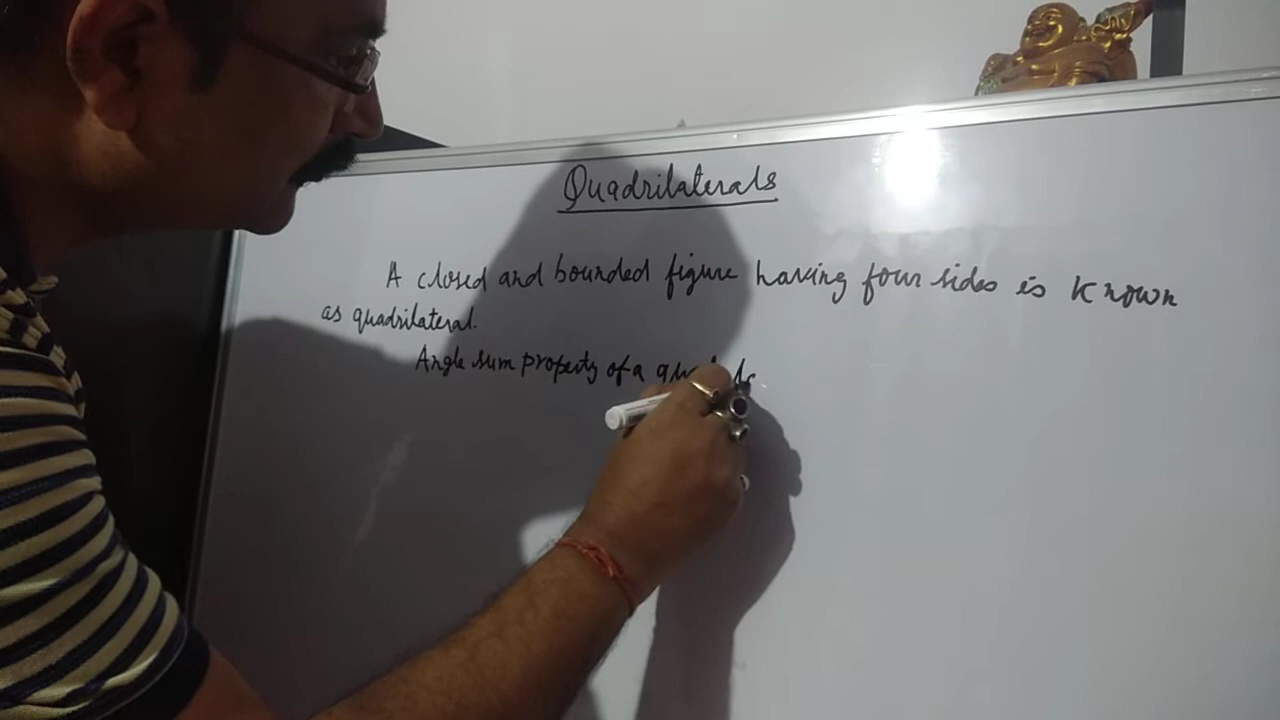 Quadrilaterals
A closed and bounded figure having four sides is known
as quadrilateral.
Angle sum property of a